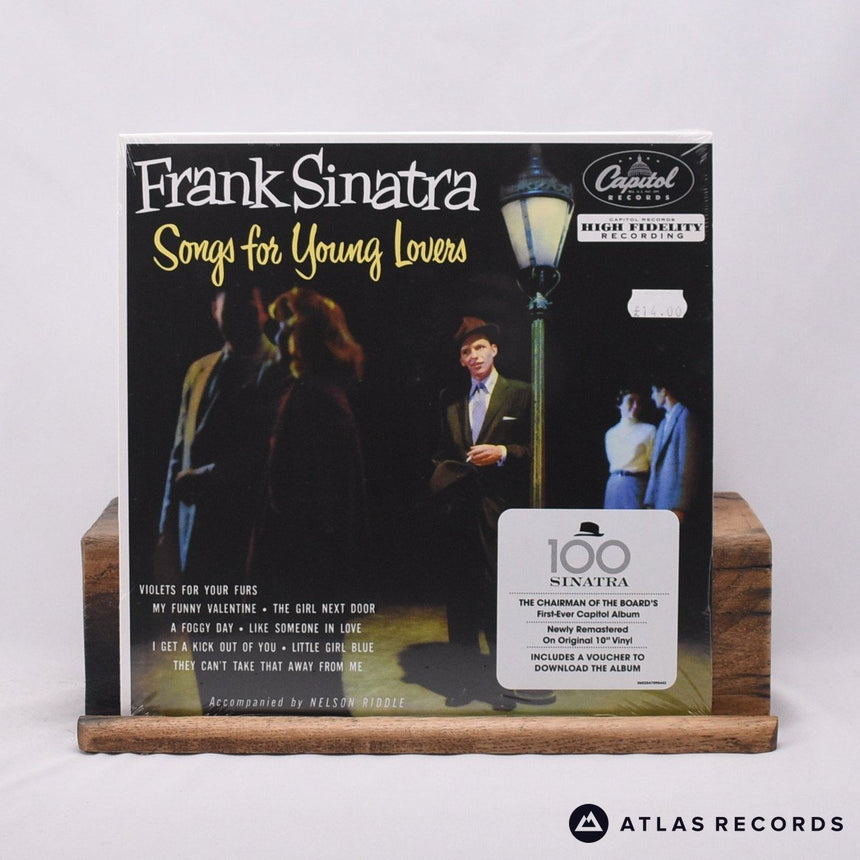 Frank Sinatra
Songs for Young Lovers
Capitol
RECORDS
CAPITOL RECORDS
HIGH FIDELITY
RECORDING
£14.00
VIOLETS FOR YOUR FURS
MY FUNNY VALENTINE • THE GIRL NEXT DOOR
A FOGGY DAY • LIKE SOMEONE IN LOVE
I GET A KICK OUT OF YOU • LITTLE GIRL BLUE
THEY CAN'T TAKE THAT AWAY FROM ME
Accompanied by NELSON RIDDLE
100
SINATRA
THE CHAIRMAN OF THE BOARD'S
First-Ever Capitol Album
Newly Remastered
On Original 10" Vinyl
INCLUDES A VOUCHER TO
DOWNLOAD THE ALBUM
ATLAS RECORDS